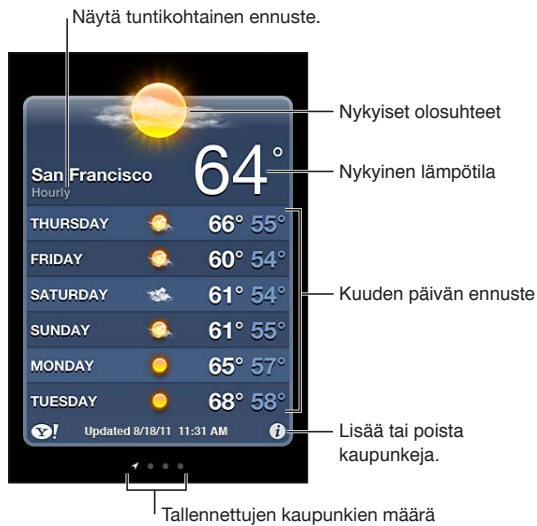 Näytä tuntikohtainen ennuste.
Nykyiset olosuhteet
San Francisco
Hourly
64°
Nykyinen lämpötila
THURSDAY 66° 55°
FRIDAY 60° 54°
SATURDAY 61° 54°
Kuuden päivän ennuste
SUNDAY 61° 55°
MONDAY 65° 57°
TUESDAY 68° 58°
Y! Updated 8/18/11 11:31 AM i
Lisää tai poista
kaupunkeja.
Tallennettujen kaupunkien määrä